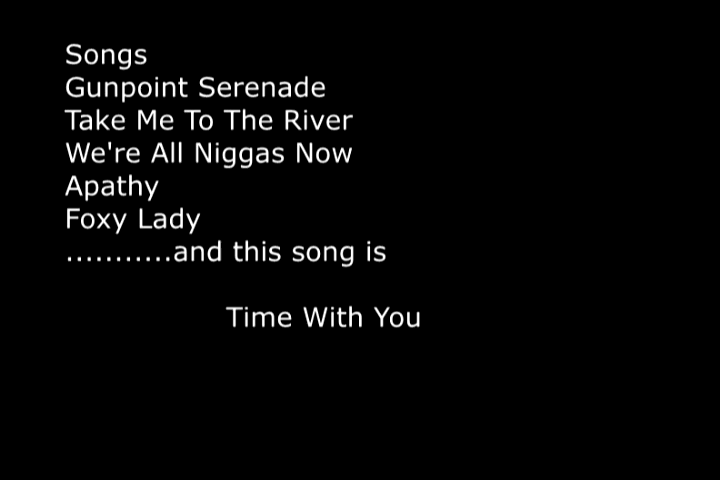 Songs
Gunpoint Serenade
Take Me To The River
We're All Niggas Now
Apathy
Foxy Lady
...........and this song is
Time With You